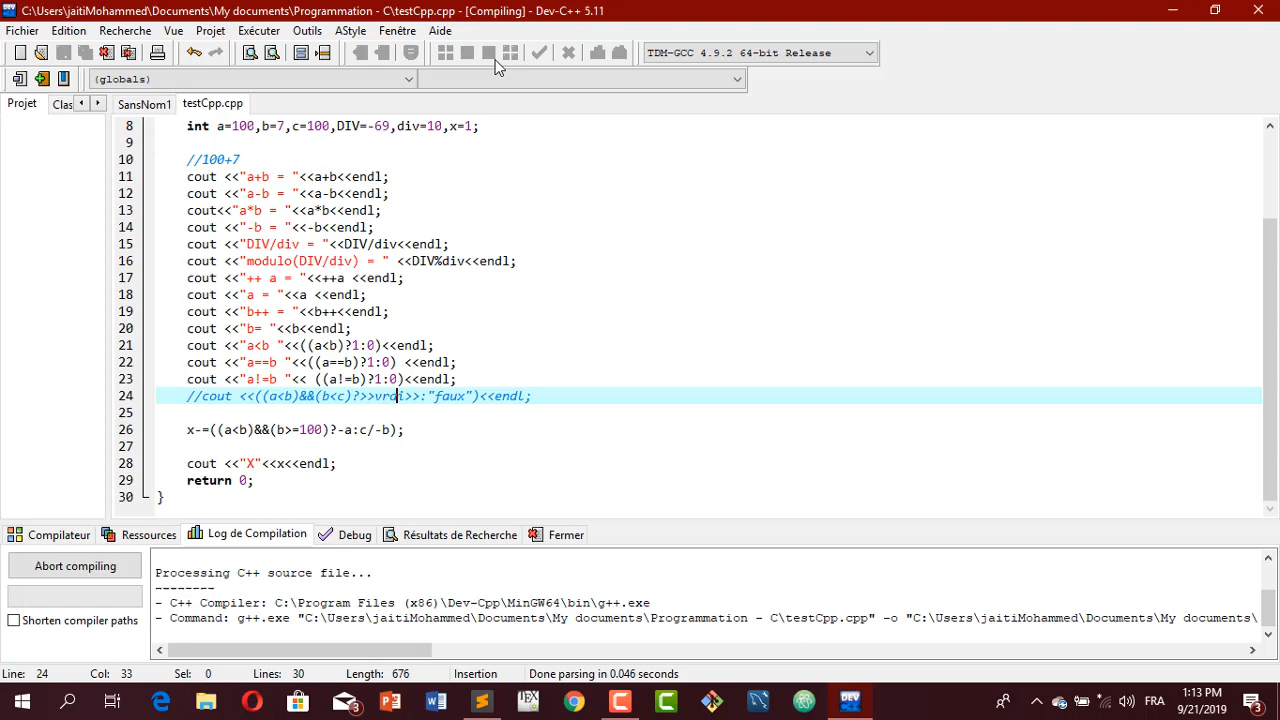 C:\Users\jaitiMohammed\Documents\My documents\Programmation - C\testCpp.cpp - [Compiling] - Dev-C++ 5.11
Fichier Edition Recherche Vue Projet Exécuter Outils AStyle Fenêtre Aide
TDM-GCC 4.9.2 64-bit Release
(globals)
Projet Clas SansNom1 testCpp.cpp
8 int a=100,b=7,c=100,DIV=-69,div=10,x=1;
9
10 //100+7
11 cout <<"a+b = "<<a+b<<endl;
12 cout <<"a-b = "<<a-b<<endl;
13 cout<<"a*b = "<<a*b<<endl;
14 cout <<"-b = "<<-b<<endl;
15 cout <<"DIV/div = "<<DIV/div<<endl;
16 cout <<"modulo(DIV/div) = " <<DIV%div<<endl;
17 cout <<"++ a = "<<++a <<endl;
18 cout <<"a = "<<a <<endl;
19 cout <<"b++ = "<<b++<<endl;
20 cout <<"b= "<<b<<endl;
21 cout <<"a<b "<<((a<b)?1:0)<<endl;
22 cout <<"a==b "<<((a==b)?1:0) <<endl;
23 cout <<"a!=b "<< ((a!=b)?1:0)<<endl;
24 //cout <<((a<b)&&(b<c)?>>vrai>>:"faux")<<endl;
25
26 x-=((a<b)&&(b>=100)?-a:c/-b);
27
28 cout <<"X"<<x<<endl;
29 return 0;
30 }
Compilateur Ressources Log de Compilation Debug Résultats de Recherche Fermer
Abort compiling
Shorten compiler paths
Processing C++ source file...
--------
- C++ Compiler: C:\Program Files (x86)\Dev-Cpp\MinGW64\bin\g++.exe
- Command: g++.exe "C:\Users\jaitiMohammed\Documents\My documents\Programmation - C\testCpp.cpp" -o "C:\Users\jaitiMohammed\Documents\My documents\
Line: 24 Col: 33 Sel: 0 Lines: 30 Length: 676 Insertion Done parsing in 0.046 seconds
3 TEX DEV FRA 1:13 PM 9/21/2019 3